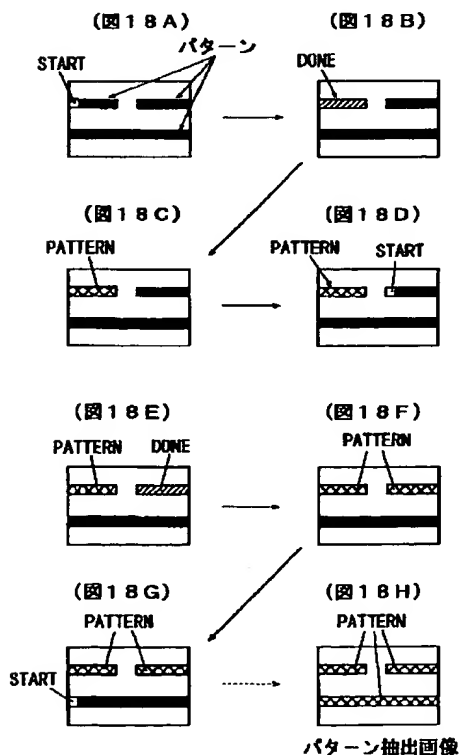 (図18A)
(図18B)
パターン
START
DONE
(図18C)
(図18D)
PATTERN
PATTERN
START
(図18E)
(図18F)
PATTERN
DONE
PATTERN
(図18G)
(図18H)
PATTERN
PATTERN
START
パターン抽出画像